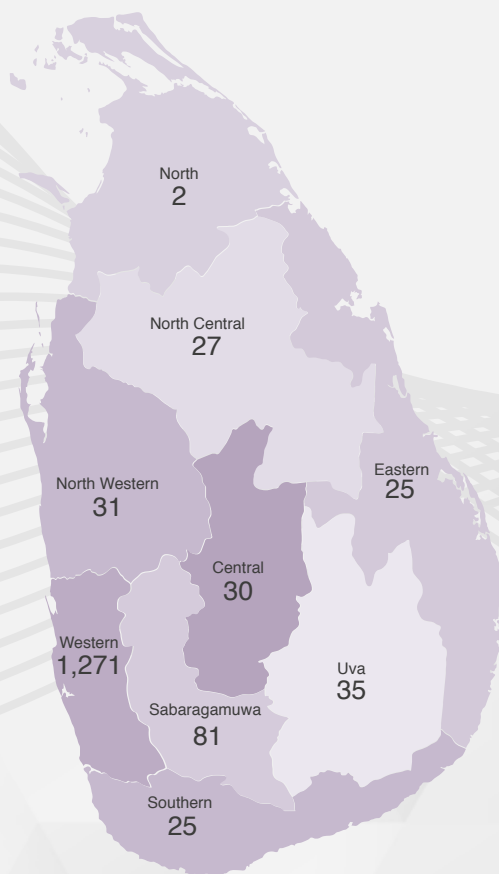 North
2
North Central
27
Eastern
25
North Western
31
Central
30
Western
1,271
Uva
35
Sabaragamuwa
81
Southern
25